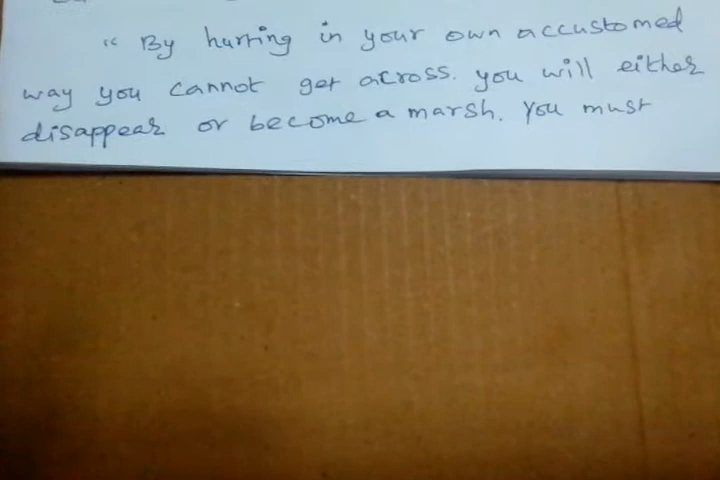 " By hurring in your own accustomed
way you cannot get across. you will either
disappear or become a marsh. You must